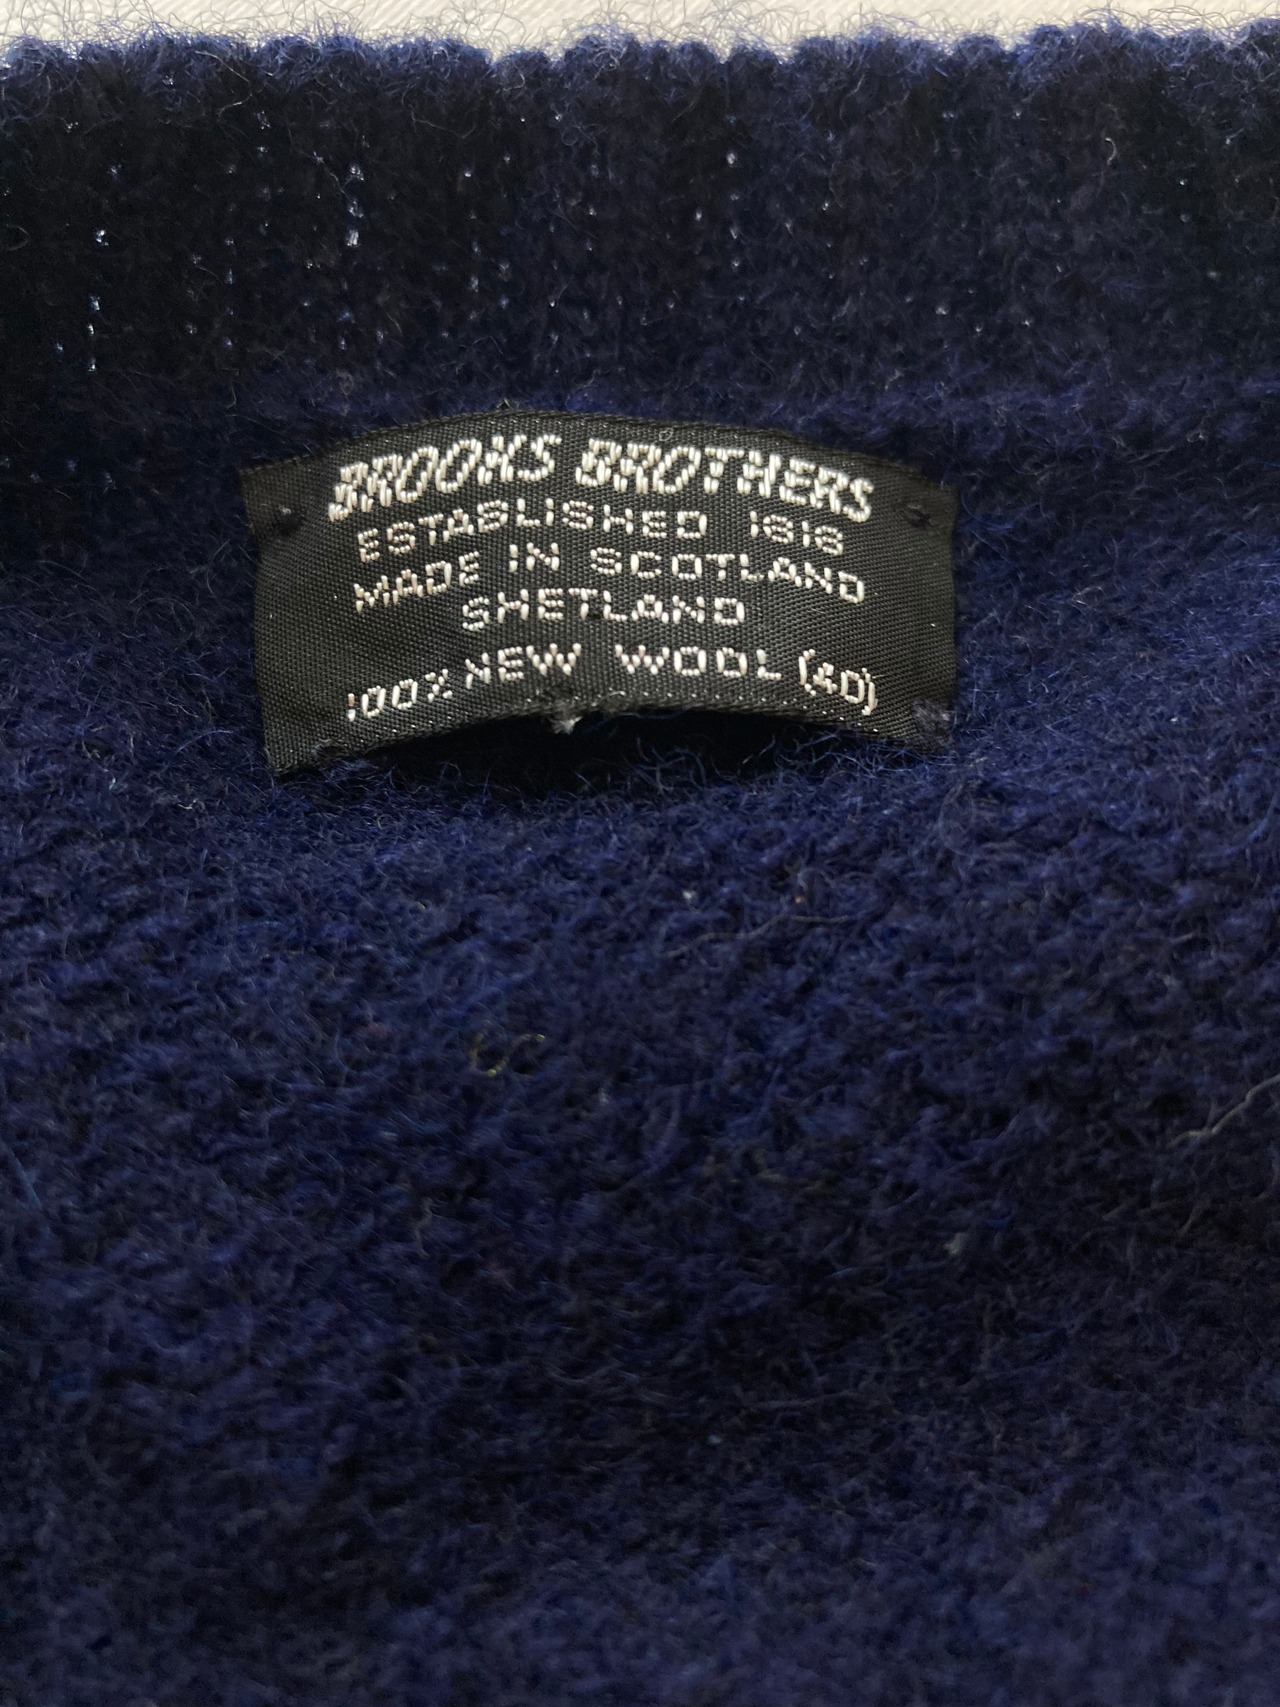 BROOKS BROTHERS
ESTABLISHED 1818
MADE IN SCOTLAND
SHETLAND
100% NEW WOOL (40)